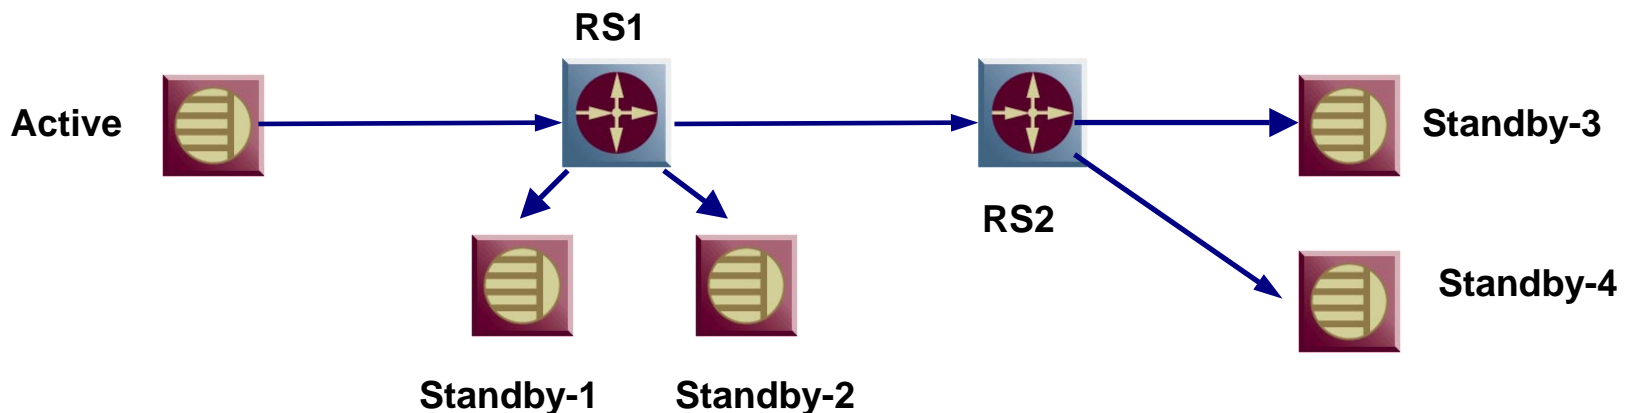 RS1
Active
Standby-3
RS2
Standby-4
Standby-1
Standby-2